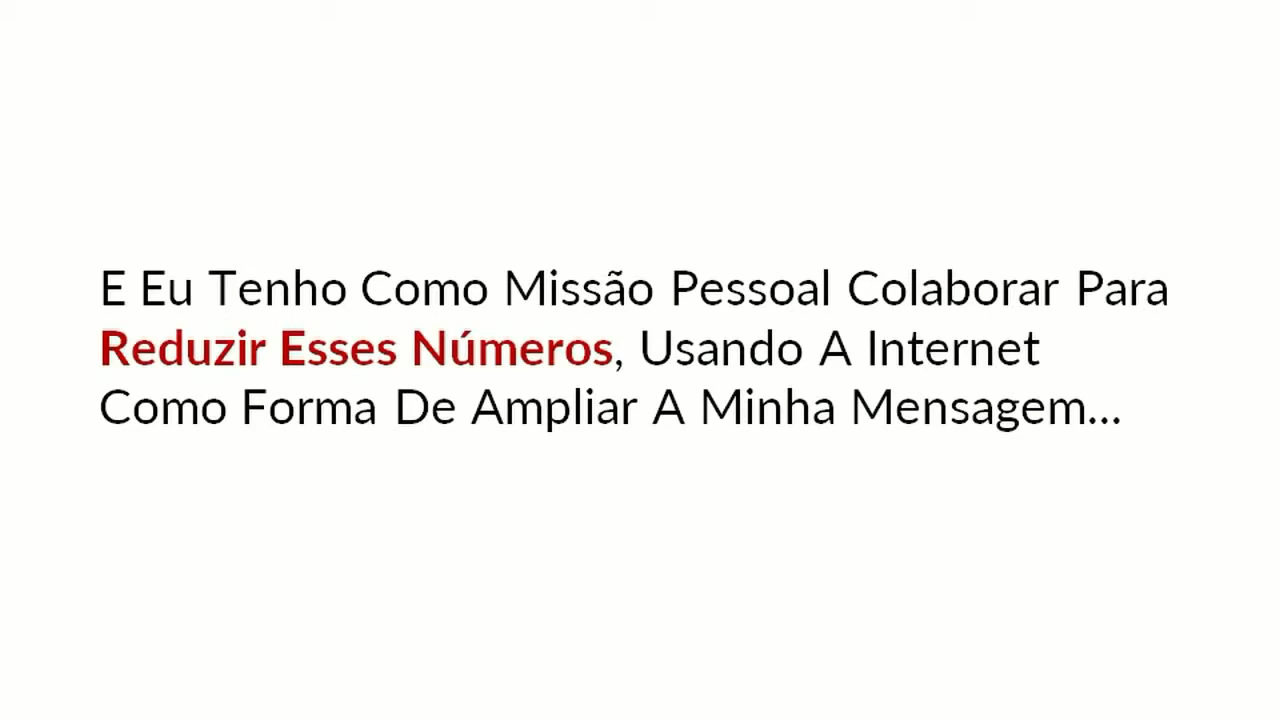 E Eu Tenho Como Missão Pessoal Colaborar Para
Reduzir Esses Números, Usando A Internet
Como Forma De Ampliar A Minha Mensagem...